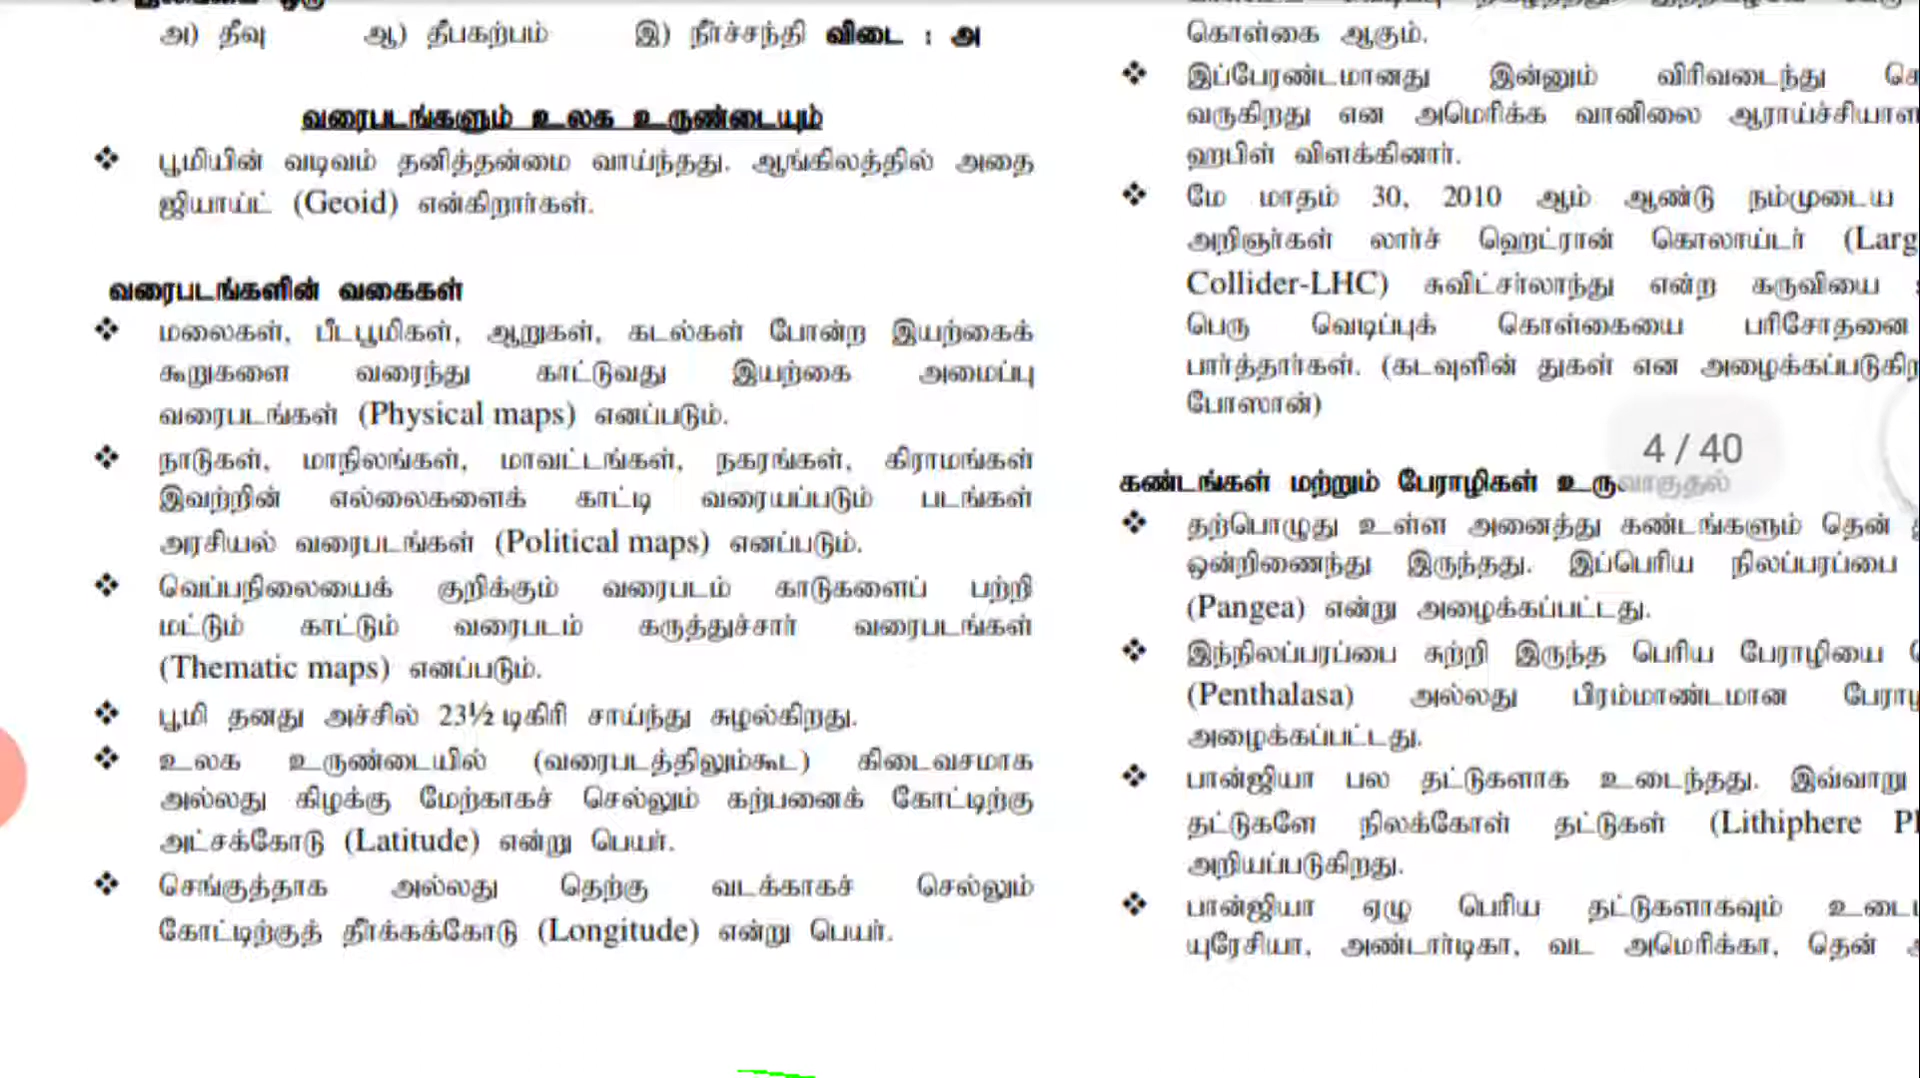 அ) தீவு ஆ) தீபகற்பம் இ) நீர்ச்சந்தி விடை : அ
வரைபடங்களும் உலக உருண்டையும்
❖ பூமியின் வடிவம் தனித்தன்மை வாய்ந்தது. ஆங்கிலத்தில் அதை
ஜியாய்ட் (Geoid) என்கிறார்கள்.
வரைபடங்களின் வகைகள்
❖ மலைகள், பீடபூமிகள், ஆறுகள், கடல்கள் போன்ற இயற்கைக்
கூறுகளை வரைந்து காட்டுவது இயற்கை அமைப்பு
வரைபடங்கள் (Physical maps) எனப்படும்.
❖ நாடுகள், மாநிலங்கள், மாவட்டங்கள், நகரங்கள், கிராமங்கள்
இவற்றின் எல்லைகளைக் காட்டி வரையப்படும் படங்கள்
அரசியல் வரைபடங்கள் (Political maps) எனப்படும்.
❖ வெப்பநிலையைக் குறிக்கும் வரைபடம் காடுகளைப் பற்றி
மட்டும் காட்டும் வரைபடம் கருத்துச்சார் வரைபடங்கள்
(Thematic maps) எனப்படும்.
❖ பூமி தனது அச்சில் 23½ டிகிரி சாய்ந்து சுழல்கிறது.
❖ உலக உருண்டையில் (வரைபடத்திலும்கூட) கிடைவசமாக
அல்லது கிழக்கு மேற்காகச் செல்லும் கற்பனைக் கோட்டிற்கு
அட்சக்கோடு (Latitude) என்று பெயர்.
❖ செங்குத்தாக அல்லது தெற்கு வடக்காகச் செல்லும்
கோட்டிற்குத் தீர்க்கக்கோடு (Longitude) என்று பெயர்.
கொள்கை ஆகும்.
❖ இப்பேரண்டமானது இன்னும் விரிவடைந்து
வருகிறது என அமெரிக்க வானிலை
ஹபிள் விளக்கினார்.
❖ மே மாதம் 30, 2010 ஆம் ஆண்டு நம்முடைய
அறிஞர்கள் லார்ச் ஹெட்ரான் கொலாய்டர் (Larg
Collider-LHC) சுவிட்சர்லாந்து என்ற கருவியை
பெரு வெடிப்புக் கொள்கையை பரிசோதனை
பார்த்தார்கள். (கடவுளின் துகள் என
போஸான்)
4 / 40
கண்டங்கள் மற்றும் பேராழிகள் உருவாகுதல்
❖ தற்பொழுது உள்ள அனைத்து கண்டங்களும் தென்
ஒன்றிணைந்து இருந்தது. இப்பெரிய நிலப்பரப்பை
(Pangea) என்று அழைக்கப்பட்டது.
❖ இந்நிலப்பரப்பை சுற்றி இருந்த பெரிய பேராழியை
(Penthalasa) அல்லது பிரம்மாண்டமான
அழைக்கப்பட்டது.
❖ பான்ஜியா பல தட்டுகளாக உடைந்தது. இவ்வாறு
தட்டுகளே நிலக்கோள் தட்டுகள் (Lithiphere Pl
அறியப்படுகிறது.
❖ பான்ஜியா ஏழு பெரிய தட்டுகளாகவும்
யுரேசியா, அண்டார்டிகா, வட அமெரிக்கா, தென்